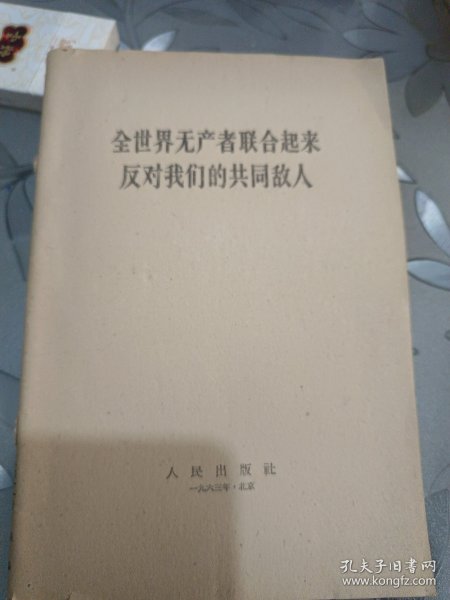 全世界无产者联合起来
反对我们的共同敌人
人民出版社
一九六三年·北京
孔夫子旧书网
www.kongfz.com